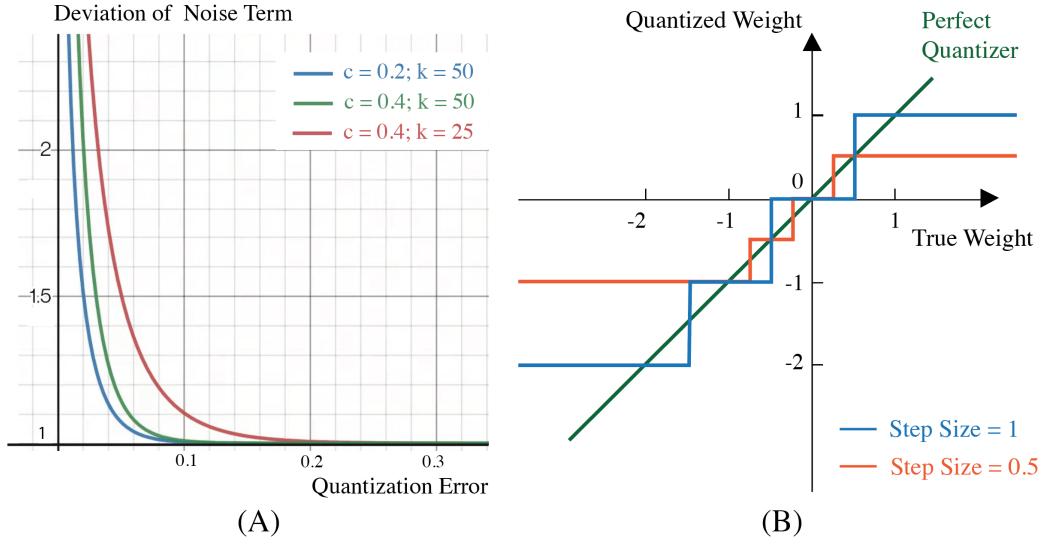 Deviation of Noise Term
c = 0.2; k = 50
c = 0.4; k = 50
c = 0.4; k = 25
2
1.5
1
0.1
0.2
0.3
Quantization Error
(A)
Quantized Weight
Perfect
Quantizer
1
0
-2
-1
1
True Weight
-1
-2
Step Size = 1
Step Size = 0.5
(B)